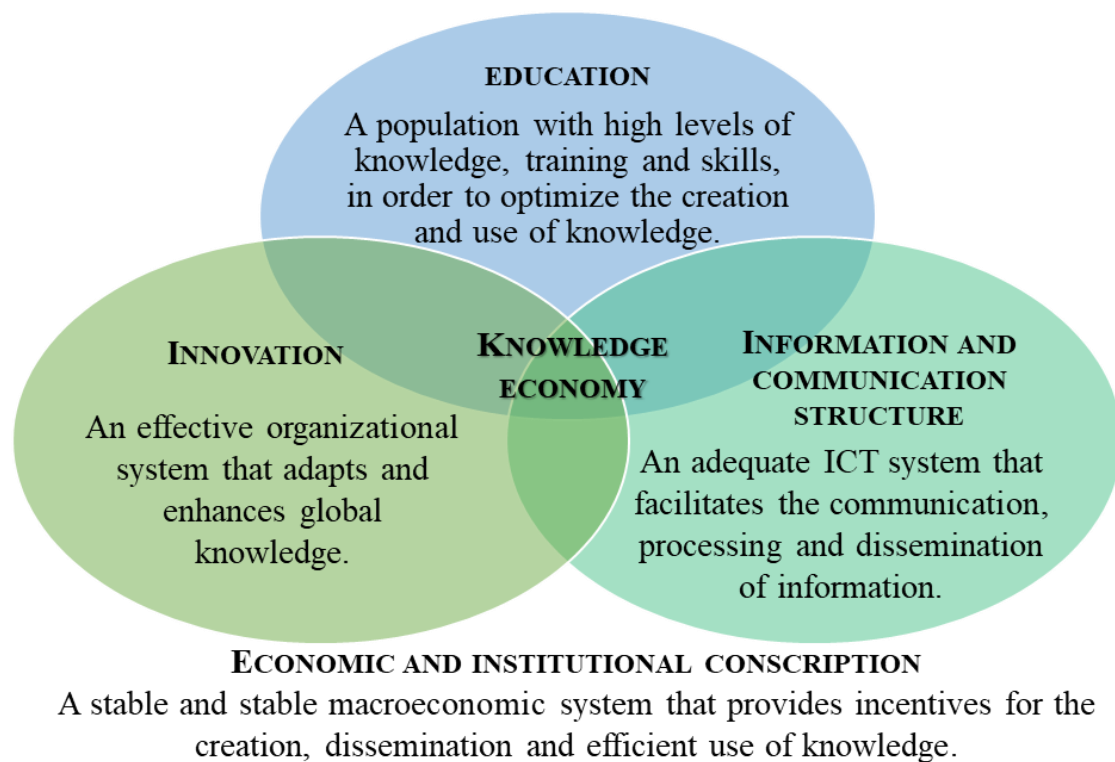 EDUCATION
A population with high levels of
knowledge, training and skills,
in order to optimize the creation
and use of knowledge.
INNOVATION
An effective organizational
system that adapts and
enhances global
knowledge.
KNOWLEDGE
ECONOMY
INFORMATION AND
COMMUNICATION
STRUCTURE
An adequate ICT system that
facilitates the communication,
processing and dissemination
of information.
ECONOMIC AND INSTITUTIONAL CONSCRIPTION
A stable and stable macroeconomic system that provides incentives for the
creation, dissemination and efficient use of knowledge.